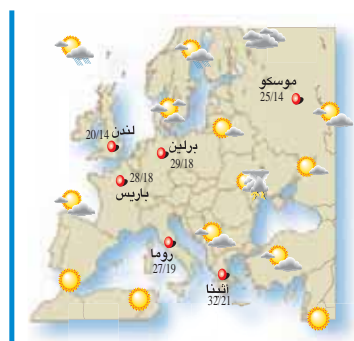 موسكو
25/14
لندن
20/14
برلين
29/18
28/18
باريس
روما
27/19
أثينا
32/21